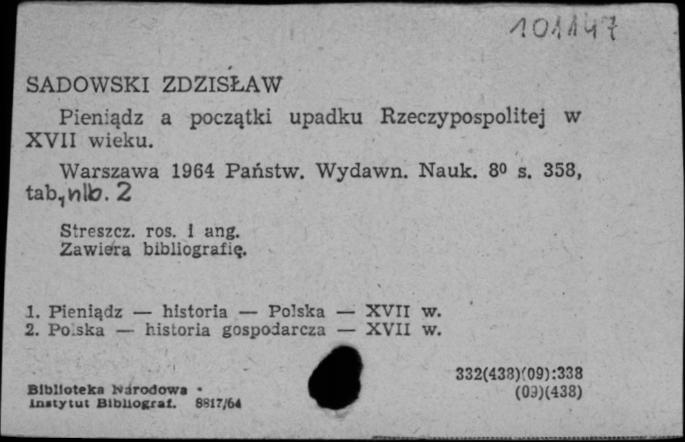 101147
SADOWSKI ZDZISŁAW
Pieniądz a początki upadku Rzeczypospolitej w
XVII wieku.
Warszawa 1964 Państw. Wydawn. Nauk. 8⁰ s. 358,
tab, nlb. 2
Streszcz. ros. i ang.
Zawiera bibliografię.
1. Pieniądz — historia — Polska — XVII w.
2. Polska — historia gospodarcza — XVII w.
332(438)(09):338
(09)(438)
Biblioteka Narodowa
Instytut Bibliograf. 8817/64